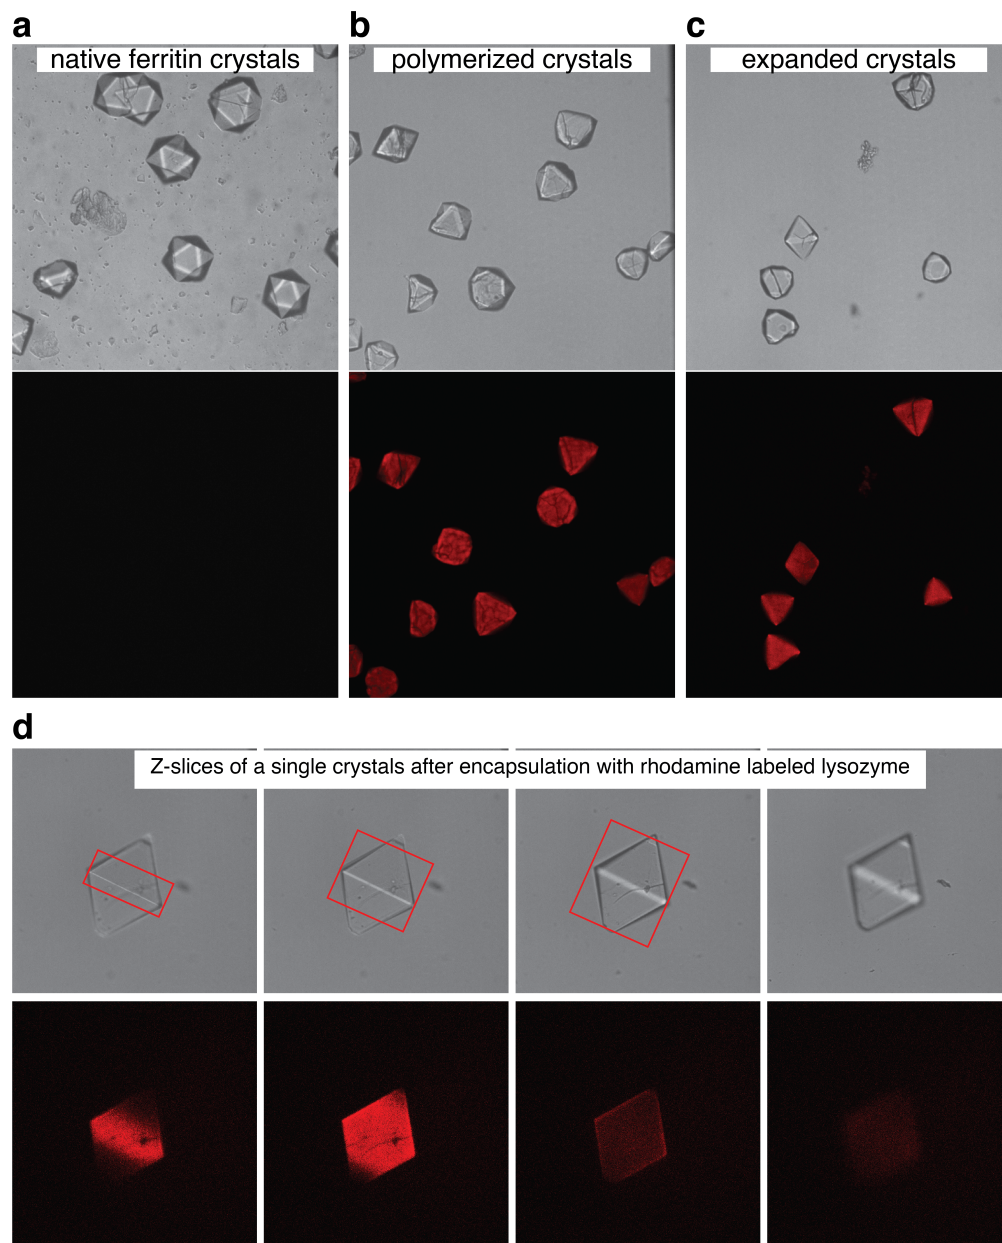 a
native ferritin crystals
b
polymerized crystals
c
expanded crystals
d
Z-slices of a single crystals after encapsulation with rhodamine labeled lysozyme